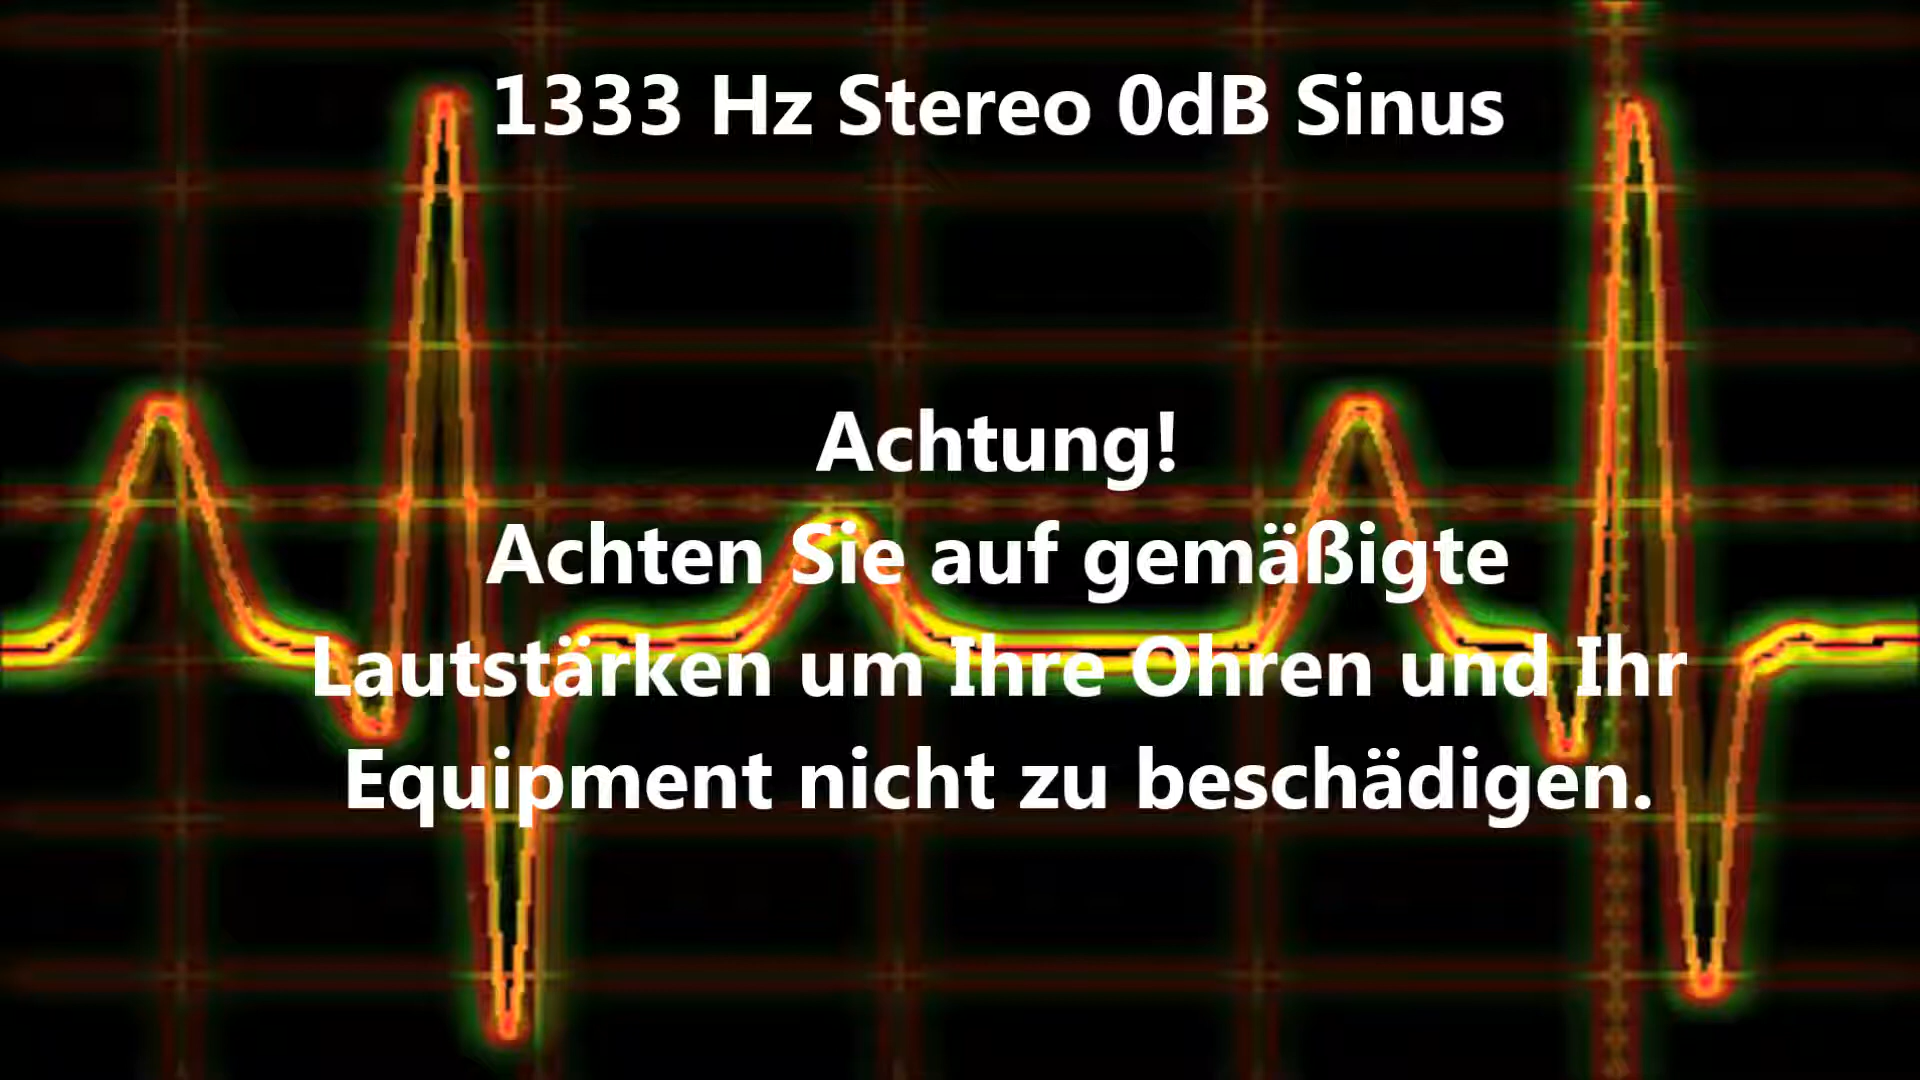 1333 Hz Stereo 0dB Sinus
Achtung!
Achten Sie auf gemäßigte
Lautstärken um Ihre Ohren und Ihr
Equipment nicht zu beschädigen.